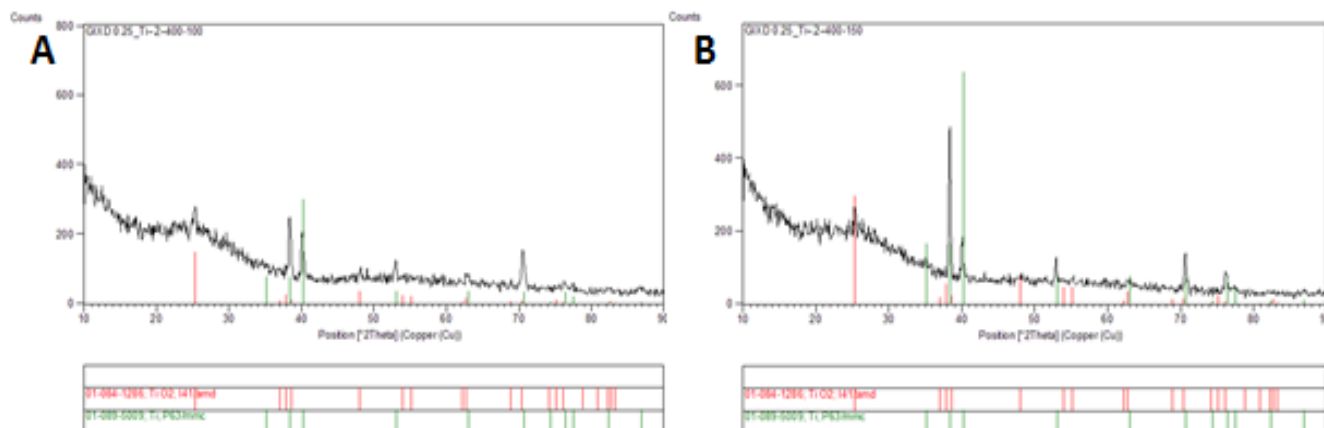 Counts
A
GIXD 0.25_Ti-2-400-100
800
600
400
200
0
10 20 30 40 50 60 70 80 90
Position [°2Theta] (Copper (Cu))
01-084-1286; Ti O2; I41/amd
01-089-5009; Ti; P63/mmc
Counts
B
GIXD 0.25_Ti-2-400-150
600
400
200
0
10 20 30 40 50 60 70 80 90
Position [°2Theta] (Copper (Cu))
01-084-1286; Ti O2; I41/amd
01-089-5009; Ti; P63/mmc